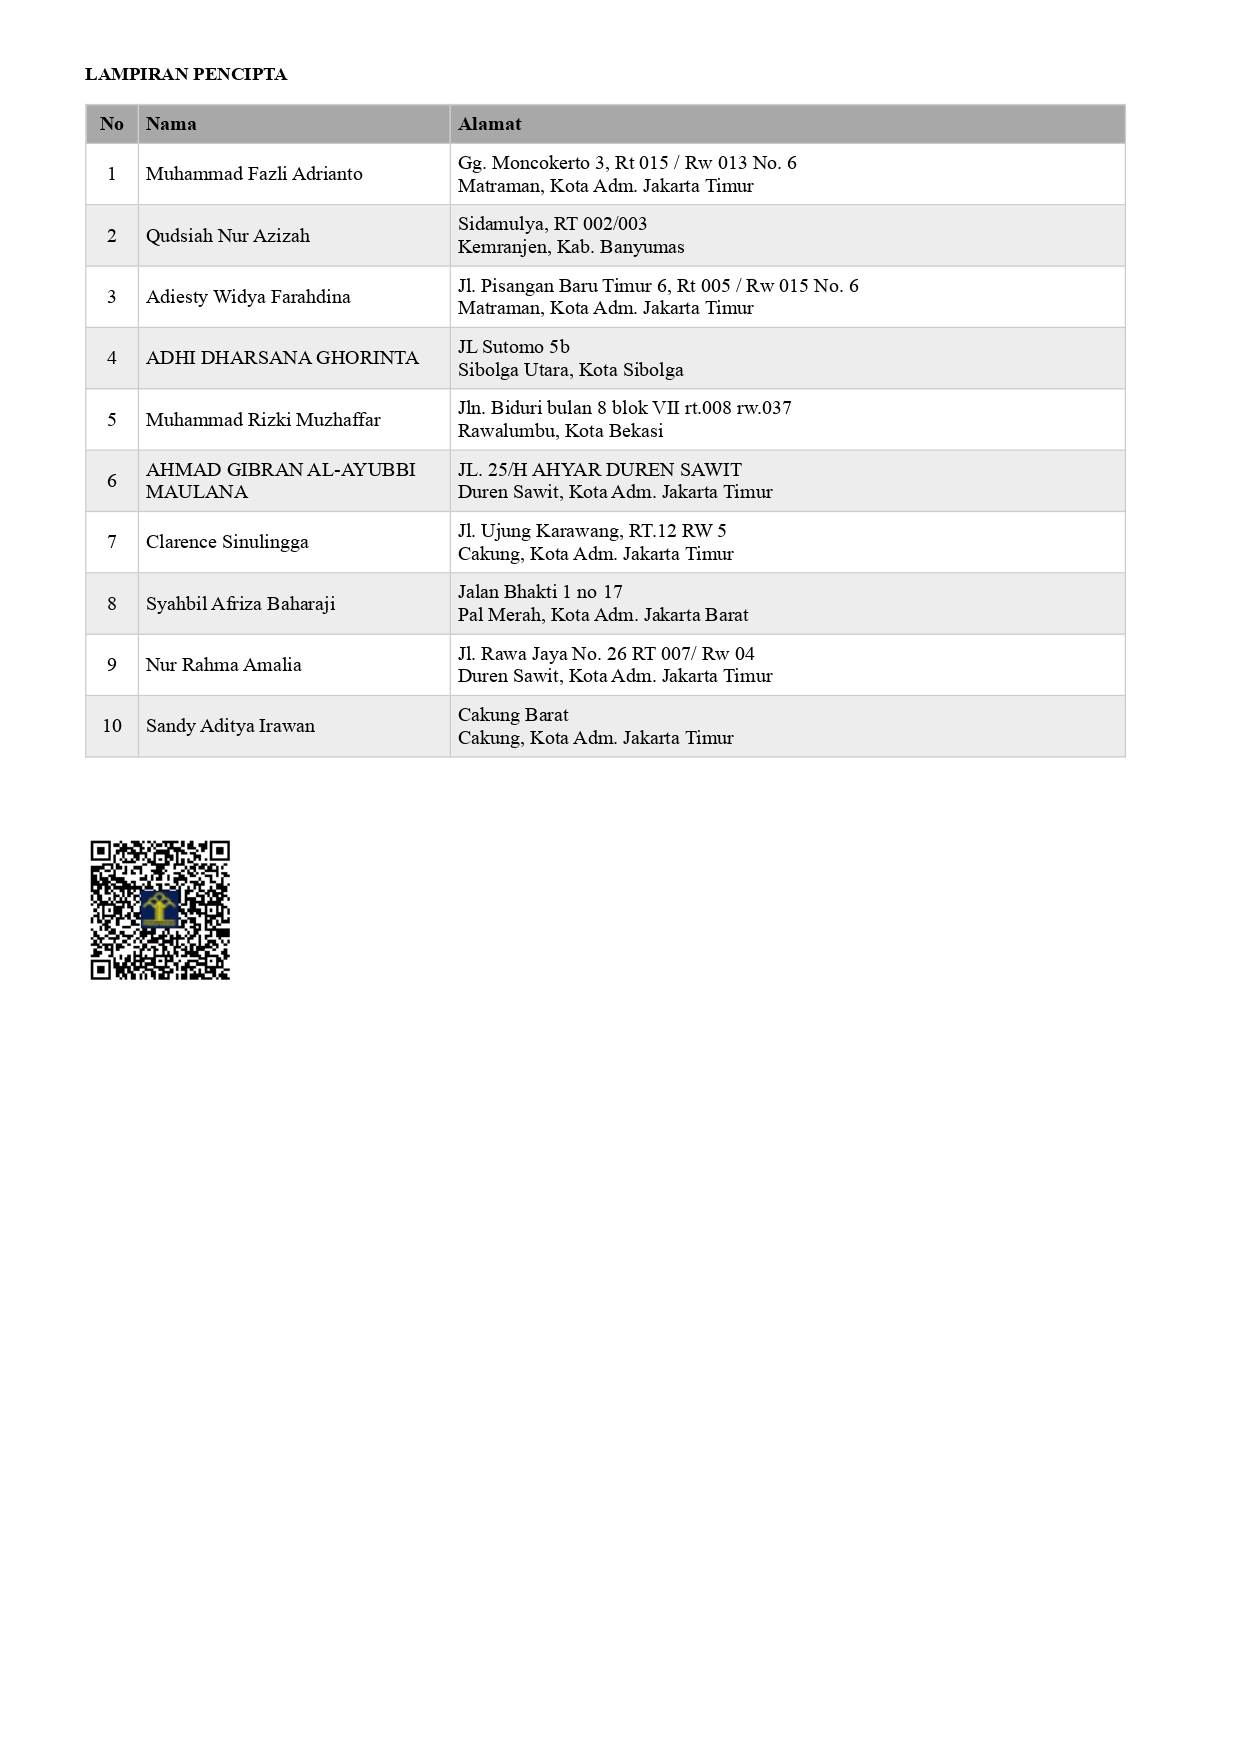 LAMPIRAN PENCIPTA
No Nama Alamat
1 Muhammad Fazli Adrianto Gg. Moncokerto 3, Rt 015 / Rw 013 No. 6
Matraman, Kota Adm. Jakarta Timur
2 Qudsiah Nur Azizah Sidamulya, RT 002/003
Kemranjen, Kab. Banyumas
3 Adiesty Widya Farahdina Jl. Pisangan Baru Timur 6, Rt 005 / Rw 015 No. 6
Matraman, Kota Adm. Jakarta Timur
4 ADHI DHARSANA GHORINTA JL Sutomo 5b
Sibolga Utara, Kota Sibolga
5 Muhammad Rizki Muzhaffar Jln. Biduri bulan 8 blok VII rt.008 rw.037
Rawalumbu, Kota Bekasi
6 AHMAD GIBRAN AL-AYUBBI JL. 25/H AHYAR DUREN SAWIT
MAULANA Duren Sawit, Kota Adm. Jakarta Timur
7 Clarence Sinulingga Jl. Ujung Karawang, RT.12 RW 5
Cakung, Kota Adm. Jakarta Timur
8 Syahbil Afriza Baharaji Jalan Bhakti 1 no 17
Pal Merah, Kota Adm. Jakarta Barat
9 Nur Rahma Amalia Jl. Rawa Jaya No. 26 RT 007/ Rw 04
Duren Sawit, Kota Adm. Jakarta Timur
10 Sandy Aditya Irawan Cakung Barat
Cakung, Kota Adm. Jakarta Timur